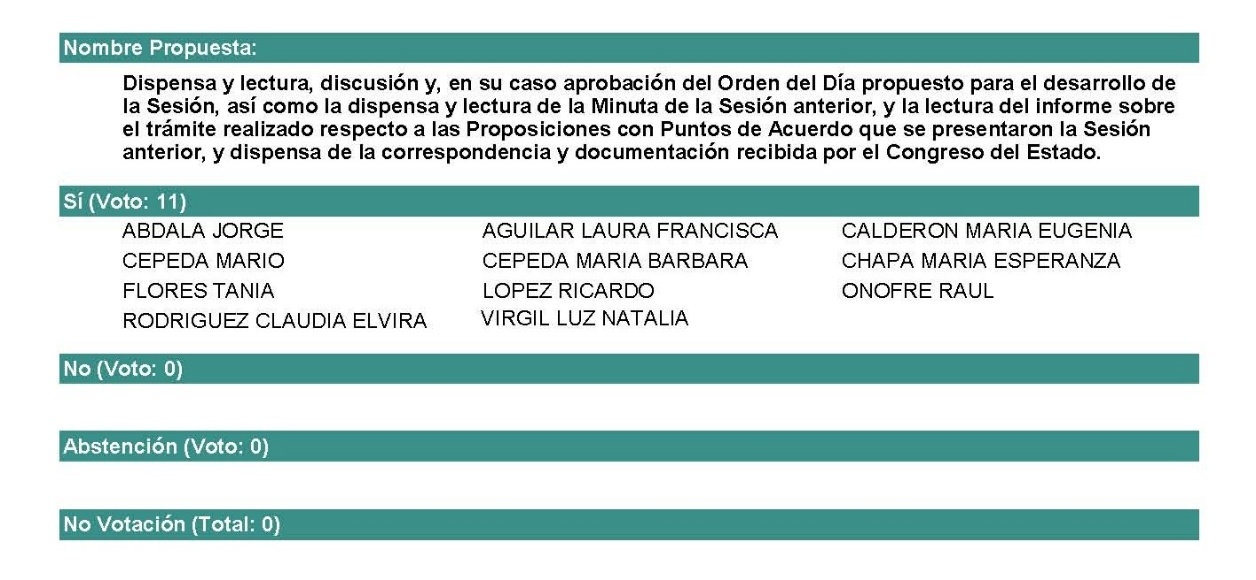 Nombre Propuesta:
Dispensa y lectura, discusión y, en su caso aprobación del Orden del Día propuesto para el desarrollo de
la Sesión, así como la dispensa y lectura de la Minuta de la Sesión anterior, y la lectura del informe sobre
el trámite realizado respecto a las Proposiciones con Puntos de Acuerdo que se presentaron la Sesión
anterior, y dispensa de la correspondencia y documentación recibida por el Congreso del Estado.
Sí (Voto: 11)
ABDALA JORGE AGUILAR LAURA FRANCISCA CALDERON MARIA EUGENIA
CEPEDA MARIO CEPEDA MARIA BARBARA CHAPA MARIA ESPERANZA
FLORES TANIA LOPEZ RICARDO ONOFRE RAUL
RODRIGUEZ CLAUDIA ELVIRA VIRGIL LUZ NATALIA
No (Voto: 0)
Abstención (Voto: 0)
No Votación (Total: 0)